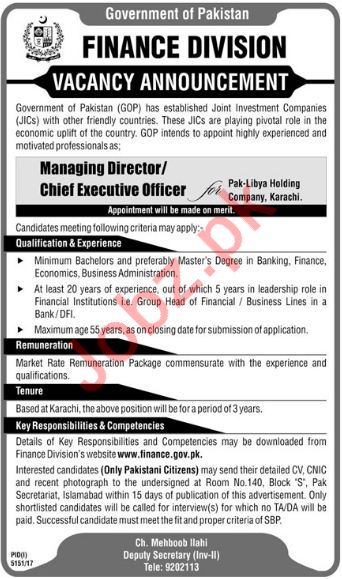 Government of Pakistan
FINANCE DIVISION
VACANCY ANNOUNCEMENT
Government of Pakistan (GOP) has established Joint Investment Companies
(JICs) with other friendly countries. These JICs are playing pivotal role in the
economic uplift of the country. GOP intends to appoint highly experienced and
motivated professionals as;
Managing Director/
Chief Executive Officer for Pak-Libya Holding
Company, Karachi.
Appointment will be made on merit.
Candidates meeting following criteria may apply:-
Qualification & Experience
Minimum Bachelors and preferably Master's Degree in Banking, Finance,
Economics, Business Administration.
At least 20 years of experience, out of which 5 years in leadership role in
Financial Institutions i.e. Group Head of Financial / Business Lines in a
Bank / DFI.
Maximum age 55 years, as on closing date for submission of application.
Remuneration
Market Rate Remuneration Package commensurate with the experience and
qualifications.
Tenure
Based at Karachi, the above position will be for a period of 3 years.
Key Responsibilities & Competencies
Details of Key Responsibilities and Competencies may be downloaded from
Finance Division's website www.finance.gov.pk.
Interested candidates (Only Pakistani Citizens) may send their detailed CV, CNIC
and recent photograph to the undersigned at Room No.140, Block "S", Pak
Secretariat, Islamabad within 15 days of publication of this advertisement. Only
shortlisted candidates will be called for interview(s) for which no TA/DA will be
paid. Successful candidate must meet the fit and proper criteria of SBP.
Ch. Mehboob Ilahi
Deputy Secretary (Inv-II)
Tele: 9202113
PID(I)
5151/17
Jobz.pk